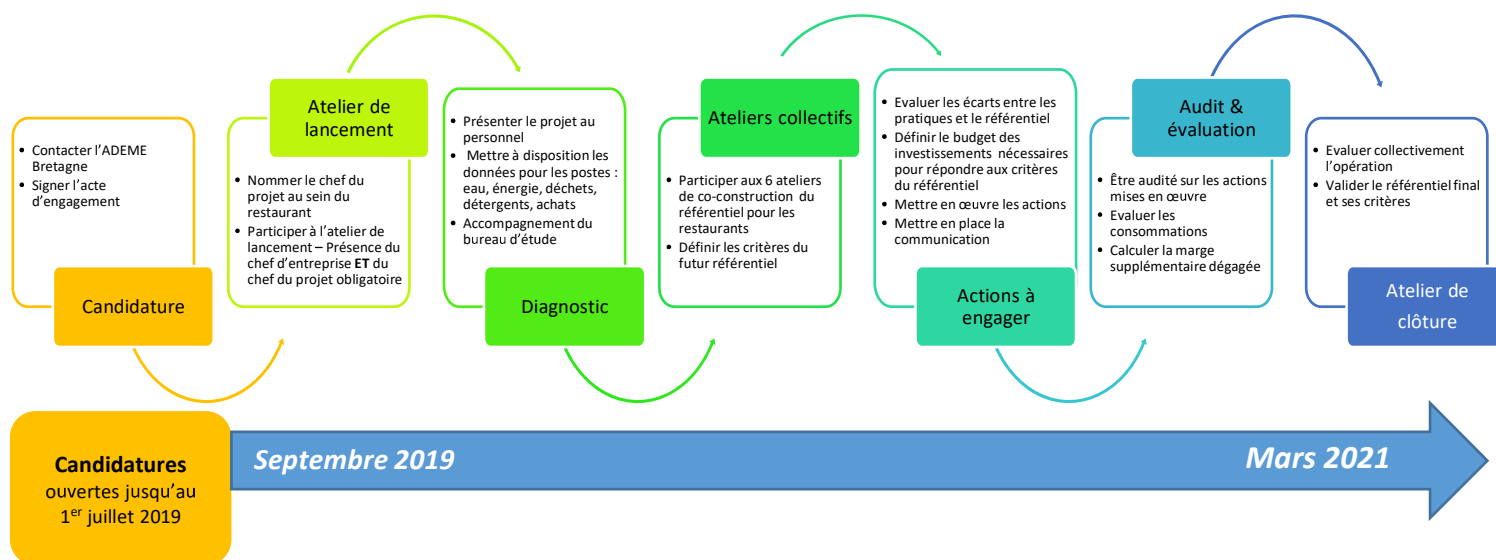 • Contacter l'ADEME
Bretagne
• Signer l'acte
d'engagement
Candidature
Atelier de
lancement
• Nommer le chef du
projet au sein du
restaurant
• Participer à l'atelier de
lancement – Présence du
chef d'entreprise ET du
chef du projet obligatoire
• Présenter le projet au
personnel
• Mettre à disposition les
données pour les postes :
eau, énergie, déchets,
détergents, achats
• Accompagnement du
bureau d'étude
Diagnostic
Ateliers collectifs
• Participer aux 6 ateliers
de co-construction du
référentiel pour les
restaurants
• Définir les critères du
futur référentiel
• Evaluer les écarts entre les
pratiques et le référentiel
• Définir le budget des
investissements nécessaires
pour répondre aux critères
du référentiel
• Mettre en œuvre les actions
• Mettre en place la
communication
Actions à
engager
Audit &
évaluation
• Être audité sur les actions
mises en œuvre
• Evaluer les
consommations
• Calculer la marge
supplémentaire dégagée
• Evaluer collectivement
l'opération
• Valider le référentiel final
et ses critères
Atelier de
clôture
Candidatures
ouvertes jusqu'au
1er juillet 2019
Septembre 2019
Mars 2021